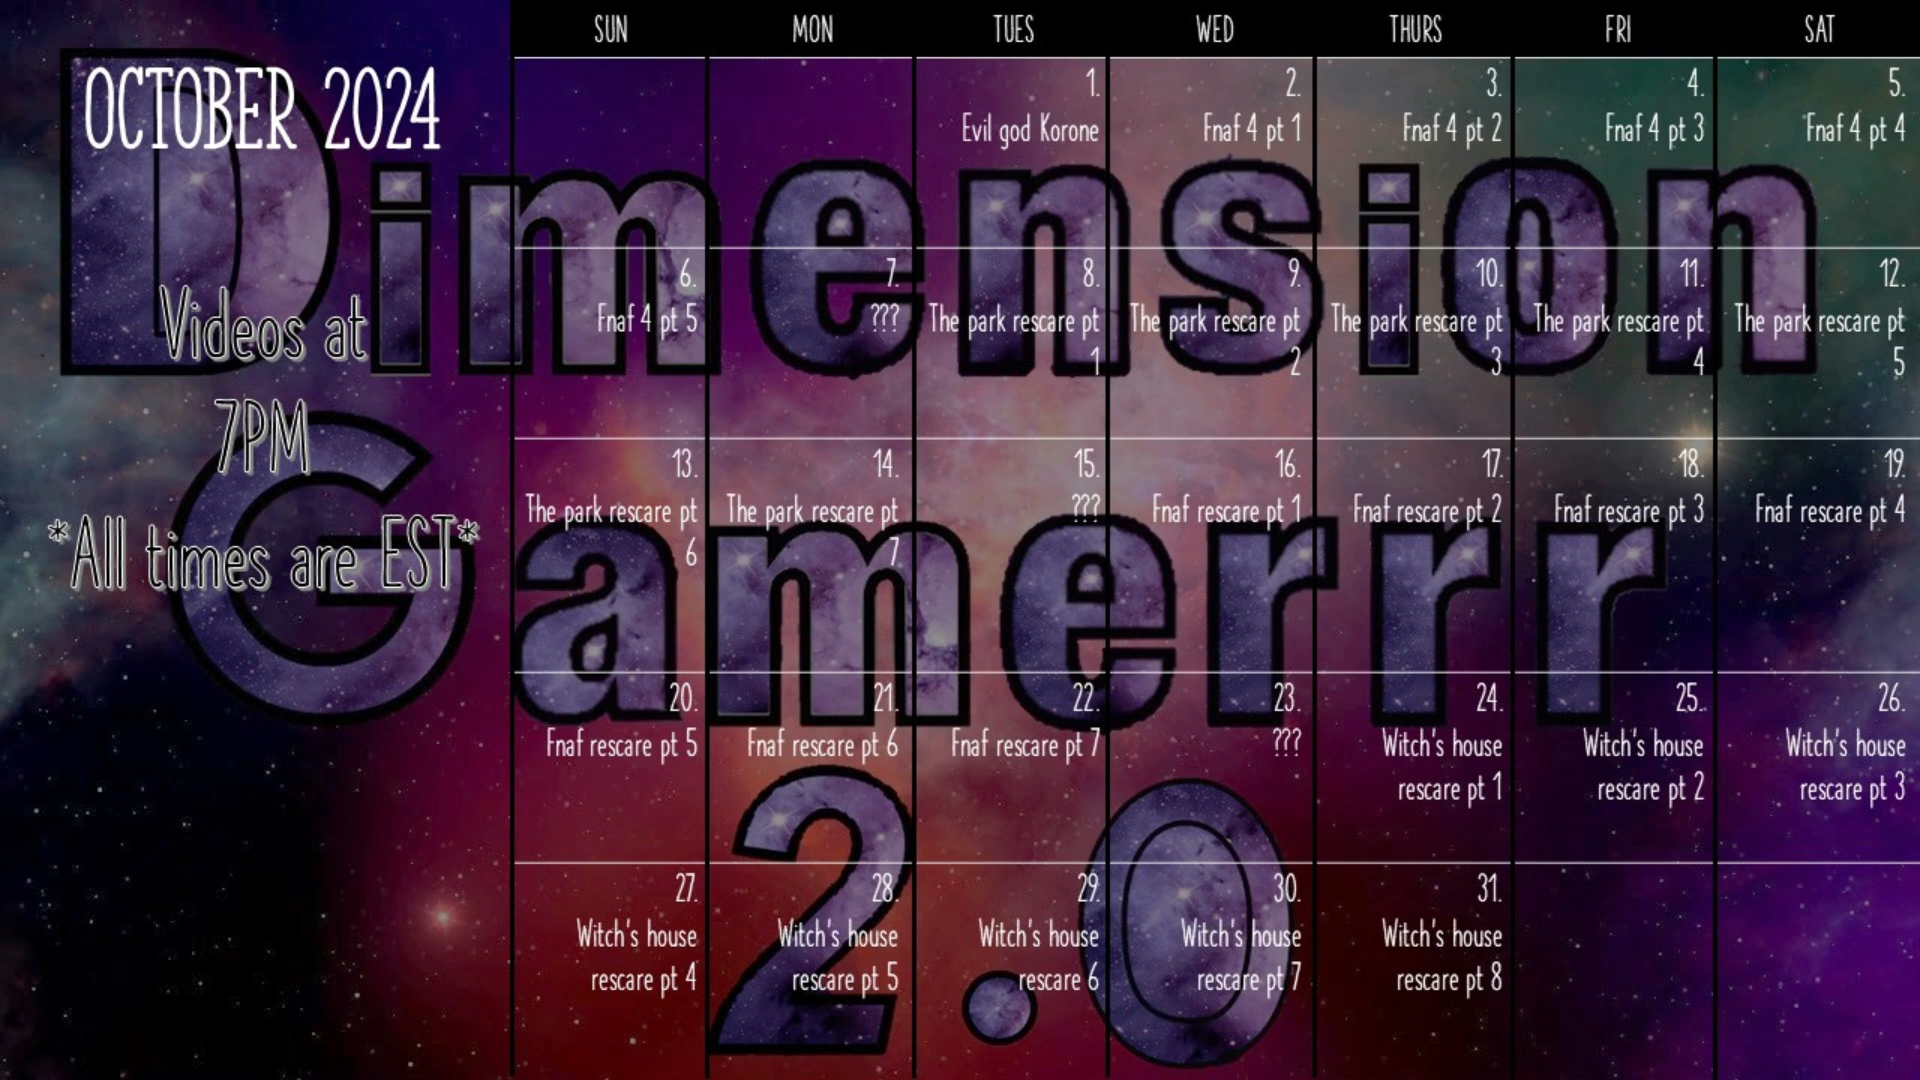 SUN MON TUES WED THURS FRI SAT
OCTOBER 2024
Videos at
7PM
*All times are EST*
Dimension
Gamerrr
2.0
1. 2. 3. 4. 5.
Evil god Korone Fnaf 4 pt 1 Fnaf 4 pt 2 Fnaf 4 pt 3 Fnaf 4 pt 4
6. 7. 8. 9. 10. 11. 12.
Fnaf 4 pt 5 ??? The park rescare pt The park rescare pt The park rescare pt The park rescare pt The park rescare pt
1 2 3 4 5
13. 14. 15. 16. 17. 18. 19.
The park rescare pt The park rescare pt ??? Fnaf rescare pt 1 Fnaf rescare pt 2 Fnaf rescare pt 3 Fnaf rescare pt 4
6 7
20. 21. 22. 23. 24. 25. 26.
Fnaf rescare pt 5 Fnaf rescare pt 6 Fnaf rescare pt 7 ??? Witch's house Witch's house Witch's house
rescare pt 1 rescare pt 2 rescare pt 3
27. 28. 29. 30. 31.
Witch's house Witch's house Witch's house Witch's house Witch's house
rescare pt 4 rescare pt 5 rescare 6 rescare pt 7 rescare pt 8